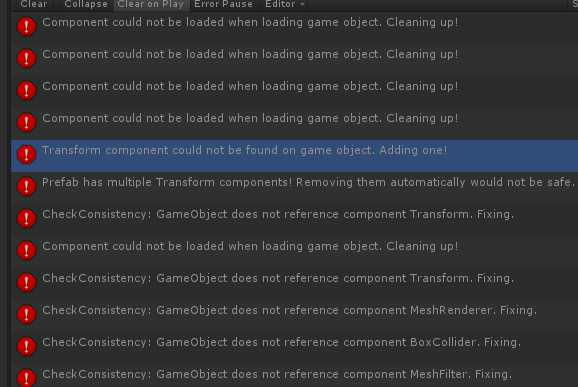 Clear Collapse Clear on Play Error Pause Editor
Component could not be loaded when loading game object. Cleaning up!
Component could not be loaded when loading game object. Cleaning up!
Component could not be loaded when loading game object. Cleaning up!
Component could not be loaded when loading game object. Cleaning up!
Transform component could not be found on game object. Adding one!
Prefab has multiple Transform components! Removing them automatically would not be safe.
CheckConsistency: GameObject does not reference component Transform. Fixing.
Component could not be loaded when loading game object. Cleaning up!
CheckConsistency: GameObject does not reference component Transform. Fixing.
CheckConsistency: GameObject does not reference component MeshRenderer. Fixing.
CheckConsistency: GameObject does not reference component BoxCollider. Fixing.
CheckConsistency: GameObject does not reference component MeshFilter. Fixing.